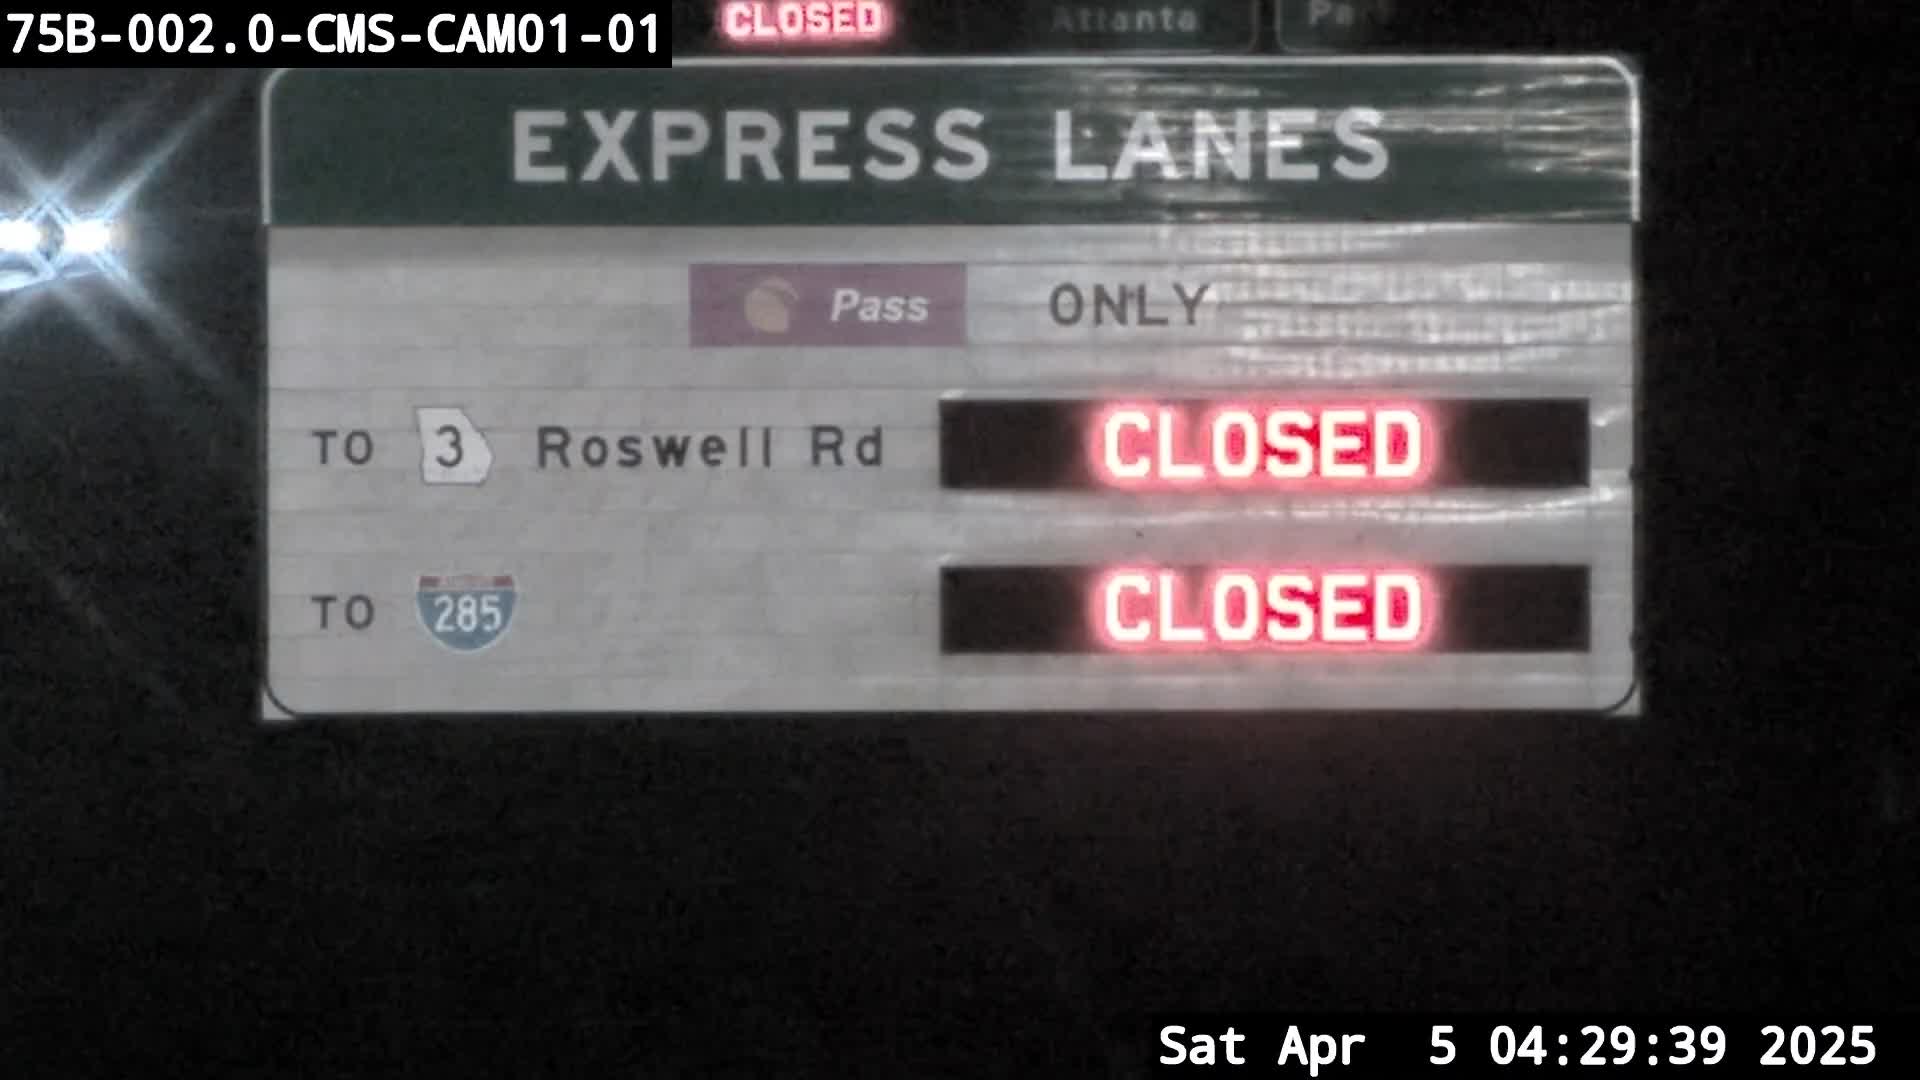 75B-002.0-CMS-CAM01-01
CLOSED
Atlanta
EXPRESS LANES
Pass ONLY
TO 3 Roswell Rd CLOSED
TO 285 CLOSED
Sat Apr 5 04:29:39 2025